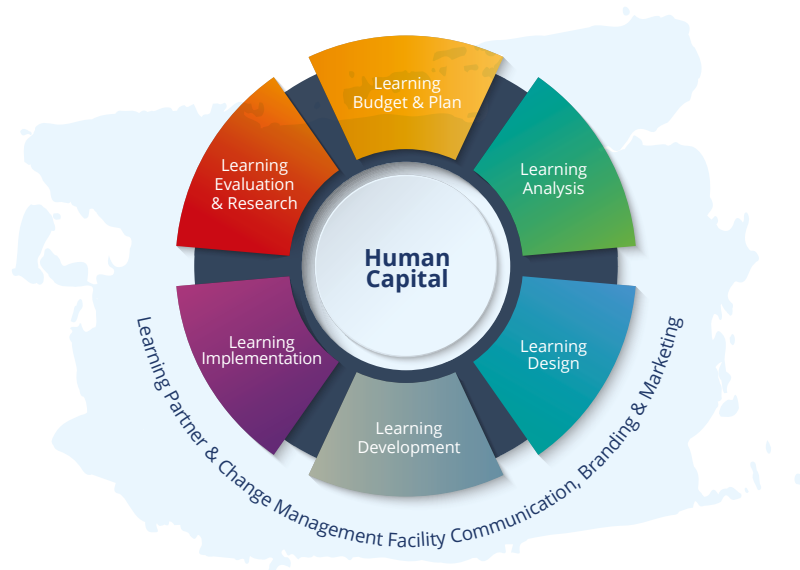 Learning
Budget & Plan
Learning
Analysis
Learning
Design
Learning
Development
Learning
Implementation
Learning
Evaluation
& Research
Human
Capital
Learning Partner & Change Management Facility Communication, Branding & Marketing